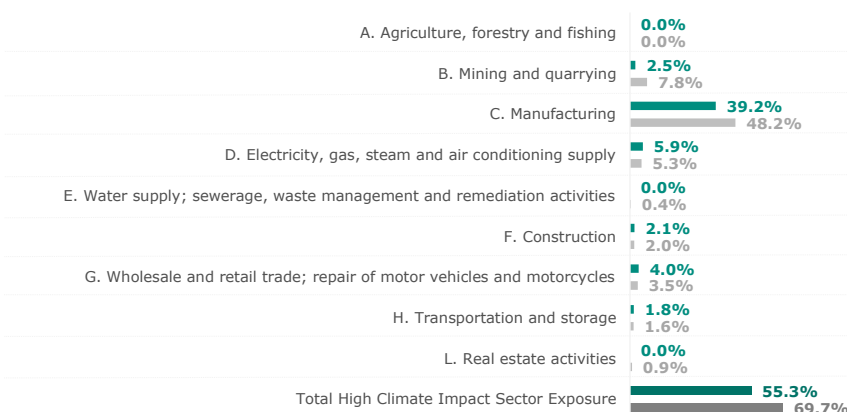 A. Agriculture, forestry and fishing
0.0%
0.0%
B. Mining and quarrying
2.5%
7.8%
C. Manufacturing
39.2%
48.2%
D. Electricity, gas, steam and air conditioning supply
5.9%
5.3%
E. Water supply; sewerage, waste management and remediation activities
0.0%
0.4%
F. Construction
2.1%
2.0%
G. Wholesale and retail trade; repair of motor vehicles and motorcycles
4.0%
3.5%
H. Transportation and storage
1.8%
1.6%
L. Real estate activities
0.0%
0.9%
Total High Climate Impact Sector Exposure
55.3%
69.7%